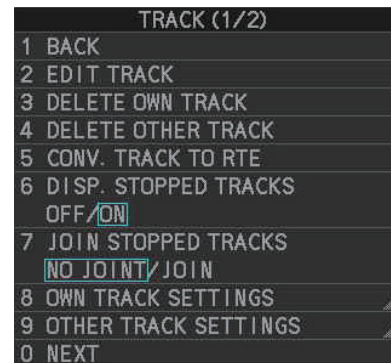 TRACK (1/2)
1 BACK
2 EDIT TRACK
3 DELETE OWN TRACK
4 DELETE OTHER TRACK
5 CONV. TRACK TO RTE
6 DISP. STOPPED TRACKS
OFF/ON
7 JOIN STOPPED TRACKS
NO JOINT/JOIN
8 OWN TRACK SETTINGS
9 OTHER TRACK SETTINGS
0 NEXT